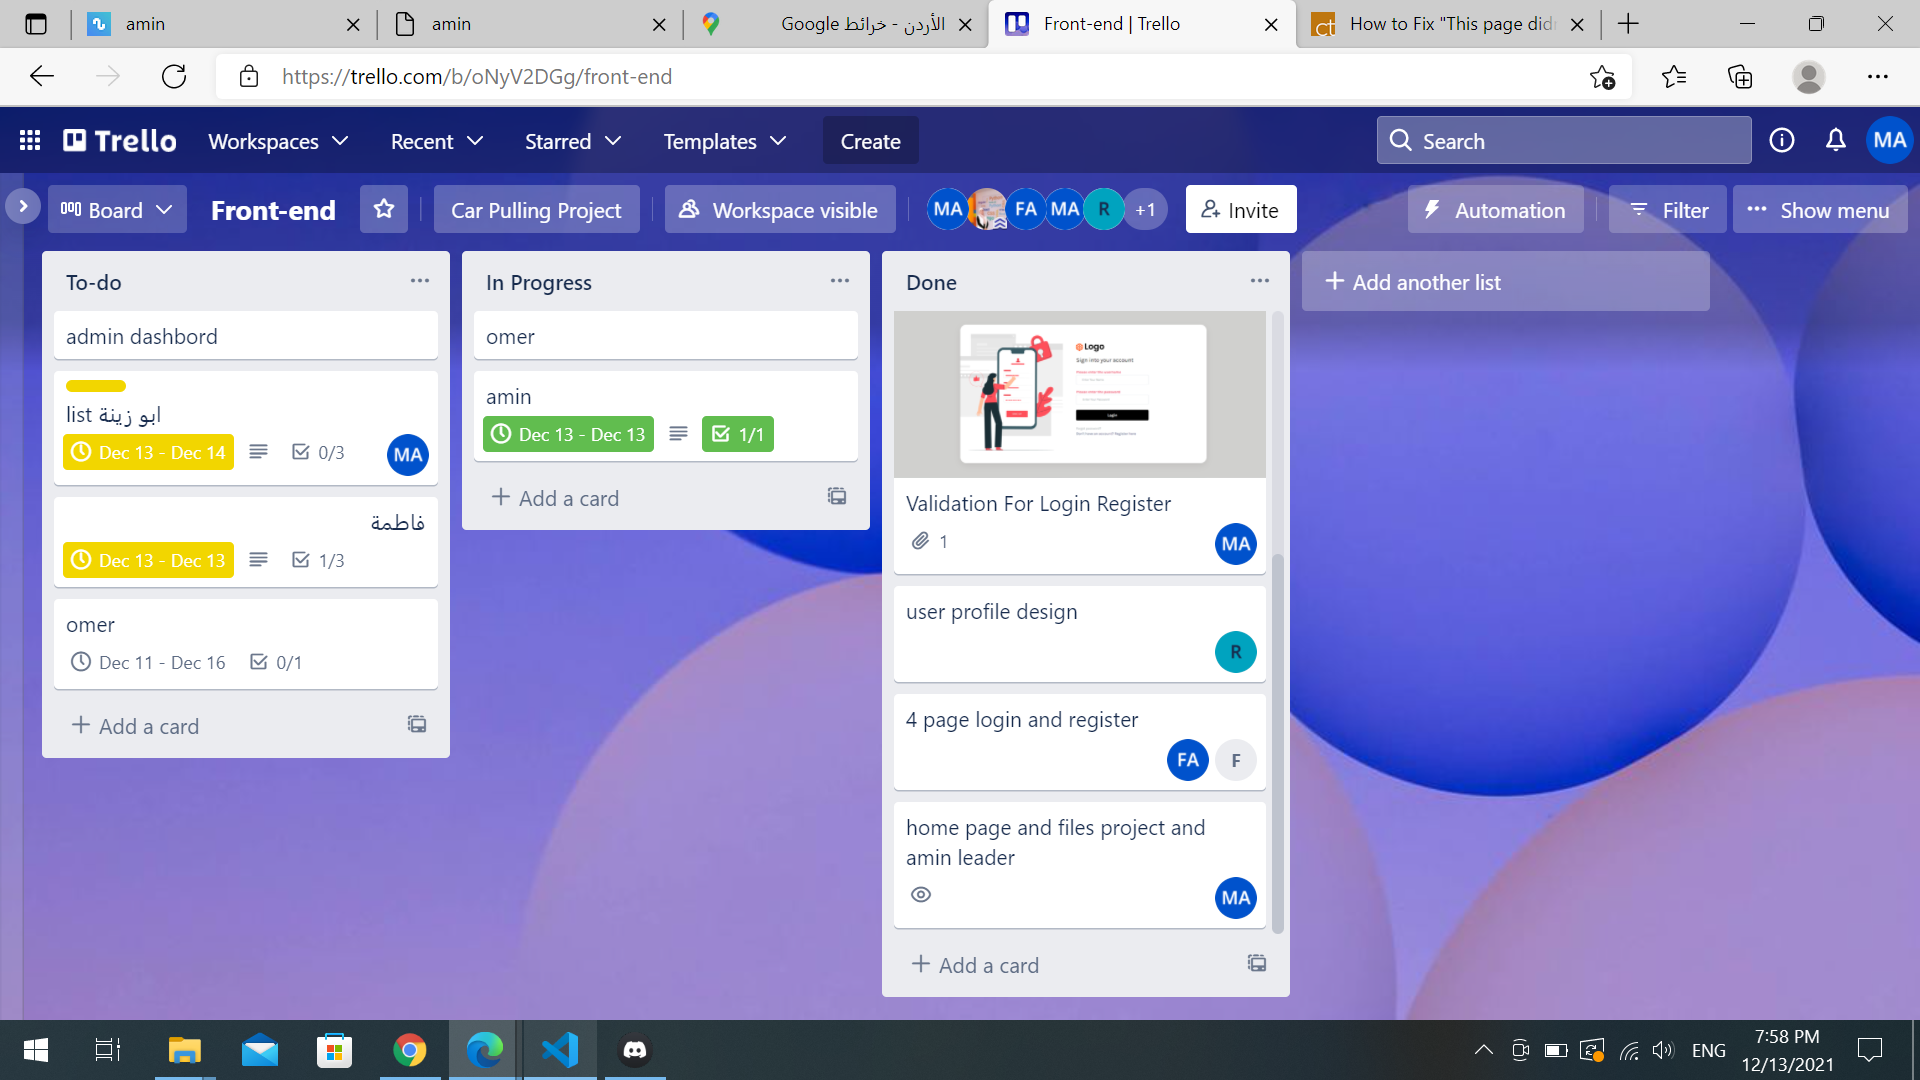 amin
amin
الأردن - خرائط Google
Front-end | Trello
How to Fix "This page didn
https://trello.com/b/oNyV2DGg/front-end
Trello
Workspaces
Recent
Starred
Templates
Create
Search
MA
Board
Front-end
Car Pulling Project
Workspace visible
MA
FA
MA
R
+1
Invite
Automation
Filter
Show menu
To-do
admin dashbord
ابو زينة list
Dec 13 - Dec 14
0/3
MA
فاطمة
Dec 13 - Dec 13
1/3
omer
Dec 11 - Dec 16
0/1
Add a card
In Progress
omer
amin
Dec 13 - Dec 13
1/1
Add a card
Done
Logo
Sign into your account
Login
Validation For Login Register
1
MA
user profile design
R
4 page login and register
FA
F
home page and files project and
amin leader
MA
Add a card
Add another list
ENG
7:58 PM
12/13/2021